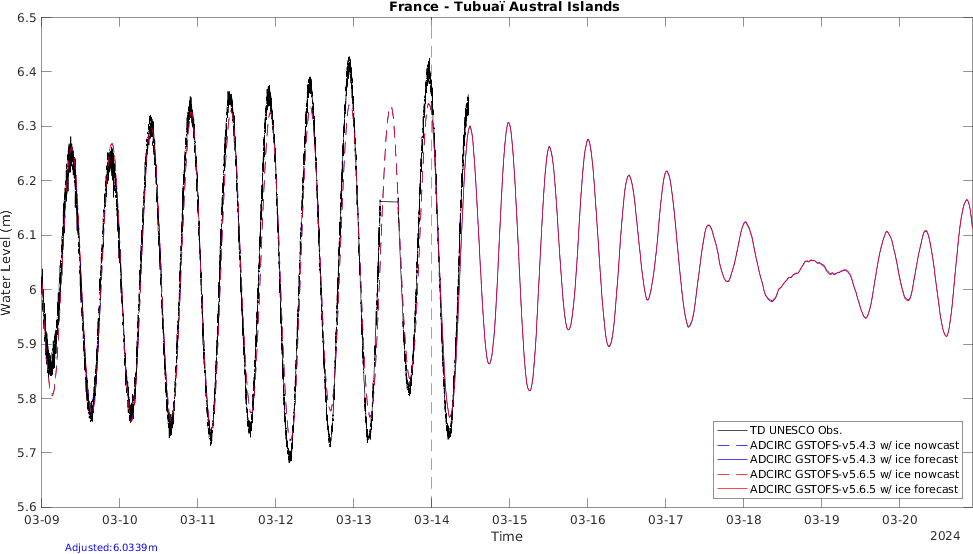 France - Tubuaï Austral Islands
6.5
6.4
6.3
6.2
6.1
6
5.9
5.8
5.7
5.6
Water Level (m)
TD UNESCO Obs.
ADCIRC GSTOFS-v5.4.3 w/ ice nowcast
ADCIRC GSTOFS-v5.4.3 w/ ice forecast
ADCIRC GSTOFS-v5.6.5 w/ ice nowcast
ADCIRC GSTOFS-v5.6.5 w/ ice forecast
03-09 03-10 03-11 03-12 03-13 03-14 03-15 03-16 03-17 03-18 03-19 03-20
Time
2024
Adjusted:6.0339m